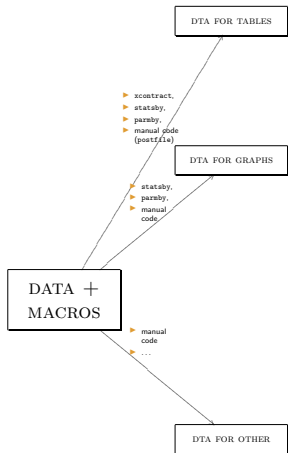 DTA FOR TABLES
▶ xcontract,
▶ statsby,
▶ parmby,
▶ manual code
(postfile)
DTA FOR GRAPHS
▶ statsby,
▶ parmby,
▶ manual
code
DATA +
MACROS
▶ manual
code
▶ ...
DTA FOR OTHER